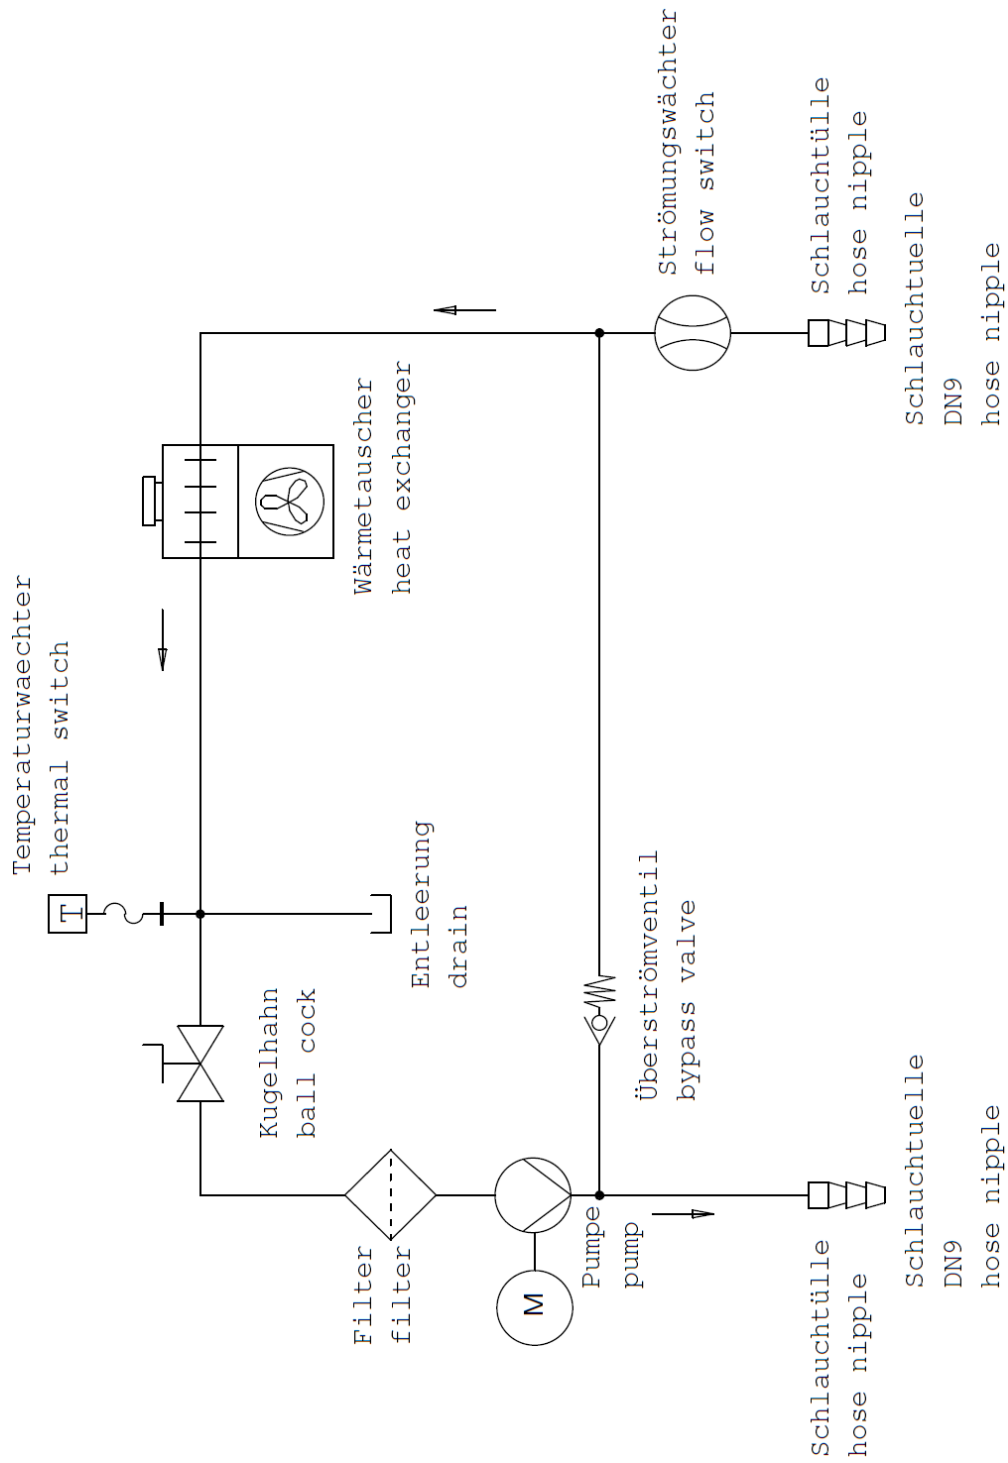 Temperaturwaechter
thermal switch
T
Wärmetauscher
heat exchanger
Strömungswächter
flow switch
Schlauchtülle
hose nipple
Schlauchtuelle
DN9
hose nipple
Entleerung
drain
Kugelhahn
ball cock
Überströmventil
bypass valve
Filter
filter
M
Pumpe
pump
Schlauchtülle
hose nipple
Schlauchtuelle
DN9
hose nipple